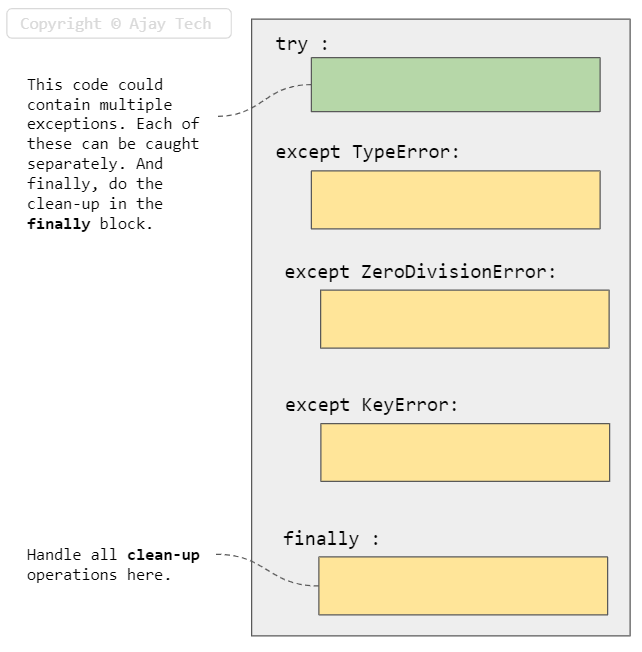 Copyright © Ajay Tech
try :
This code could
contain multiple
exceptions. Each of
these can be caught
separately. And
finally, do the
clean-up in the
finally block.
except TypeError:
except ZeroDivisionError:
except KeyError:
finally :
Handle all clean-up
operations here.